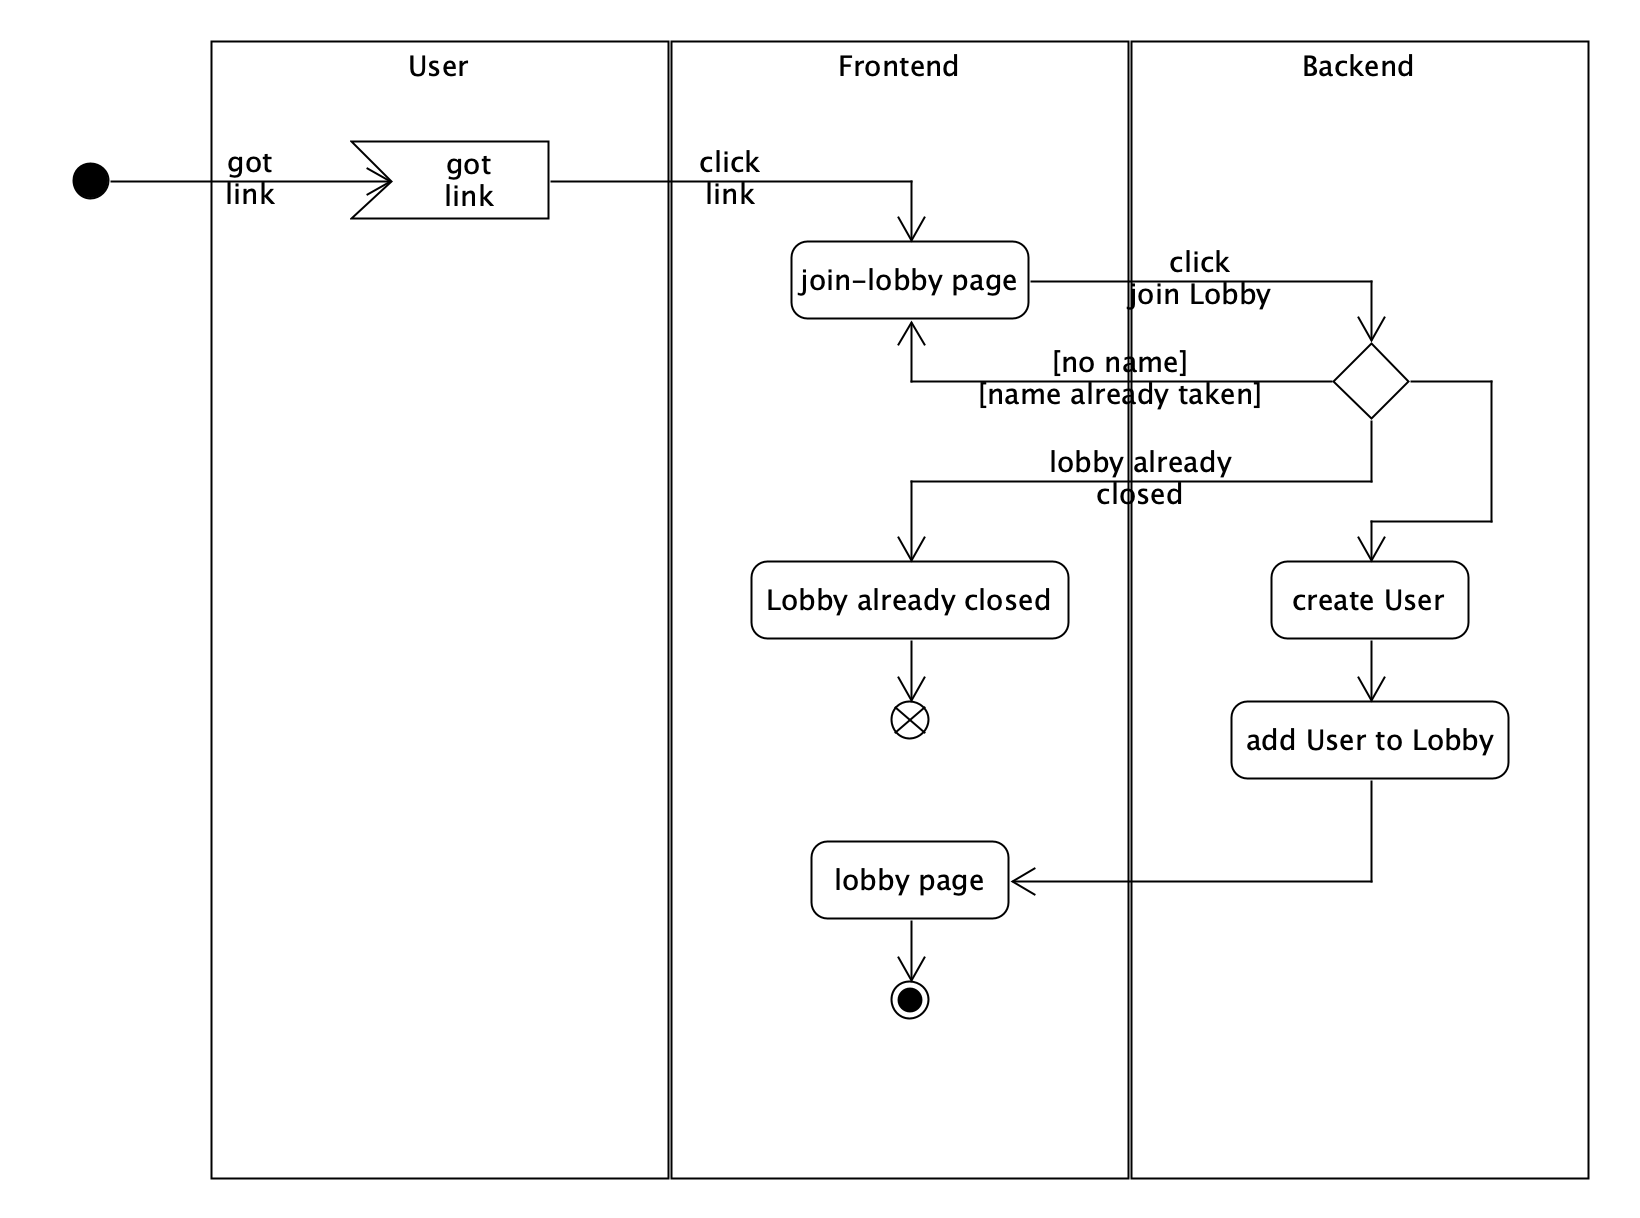 User
Frontend
Backend
got
link
got
link
click
link
join-lobby page
click
join Lobby
[no name]
[name already taken]
lobby already
closed
Lobby already closed
create User
add User to Lobby
lobby page